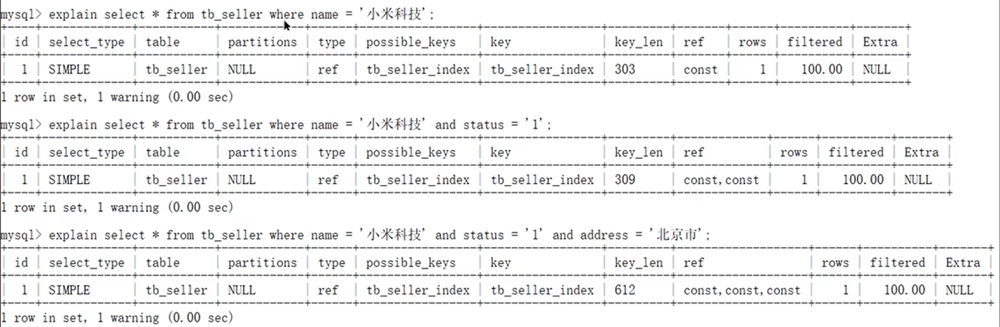 mysql> explain select * from tb_seller where name = '小米科技';
| id | select_type | table | partitions | type | possible_keys | key | key_len | ref | rows | filtered | Extra |
| 1 | SIMPLE | tb_seller | NULL | ref | tb_seller_index | tb_seller_index | 303 | const | 1 | 100.00 | NULL |
1 row in set, 1 warning (0.00 sec)
mysql> explain select * from tb_seller where name = '小米科技' and status = '1';
| id | select_type | table | partitions | type | possible_keys | key | key_len | ref | rows | filtered | Extra |
| 1 | SIMPLE | tb_seller | NULL | ref | tb_seller_index | tb_seller_index | 309 | const,const | 1 | 100.00 | NULL |
1 row in set, 1 warning (0.00 sec)
mysql> explain select * from tb_seller where name = '小米科技' and status = '1' and address = '北京市';
| id | select_type | table | partitions | type | possible_keys | key | key_len | ref | rows | filtered | Extra |
| 1 | SIMPLE | tb_seller | NULL | ref | tb_seller_index | tb_seller_index | 612 | const,const,const | 1 | 100.00 | NULL |
1 row in set, 1 warning (0.00 sec)